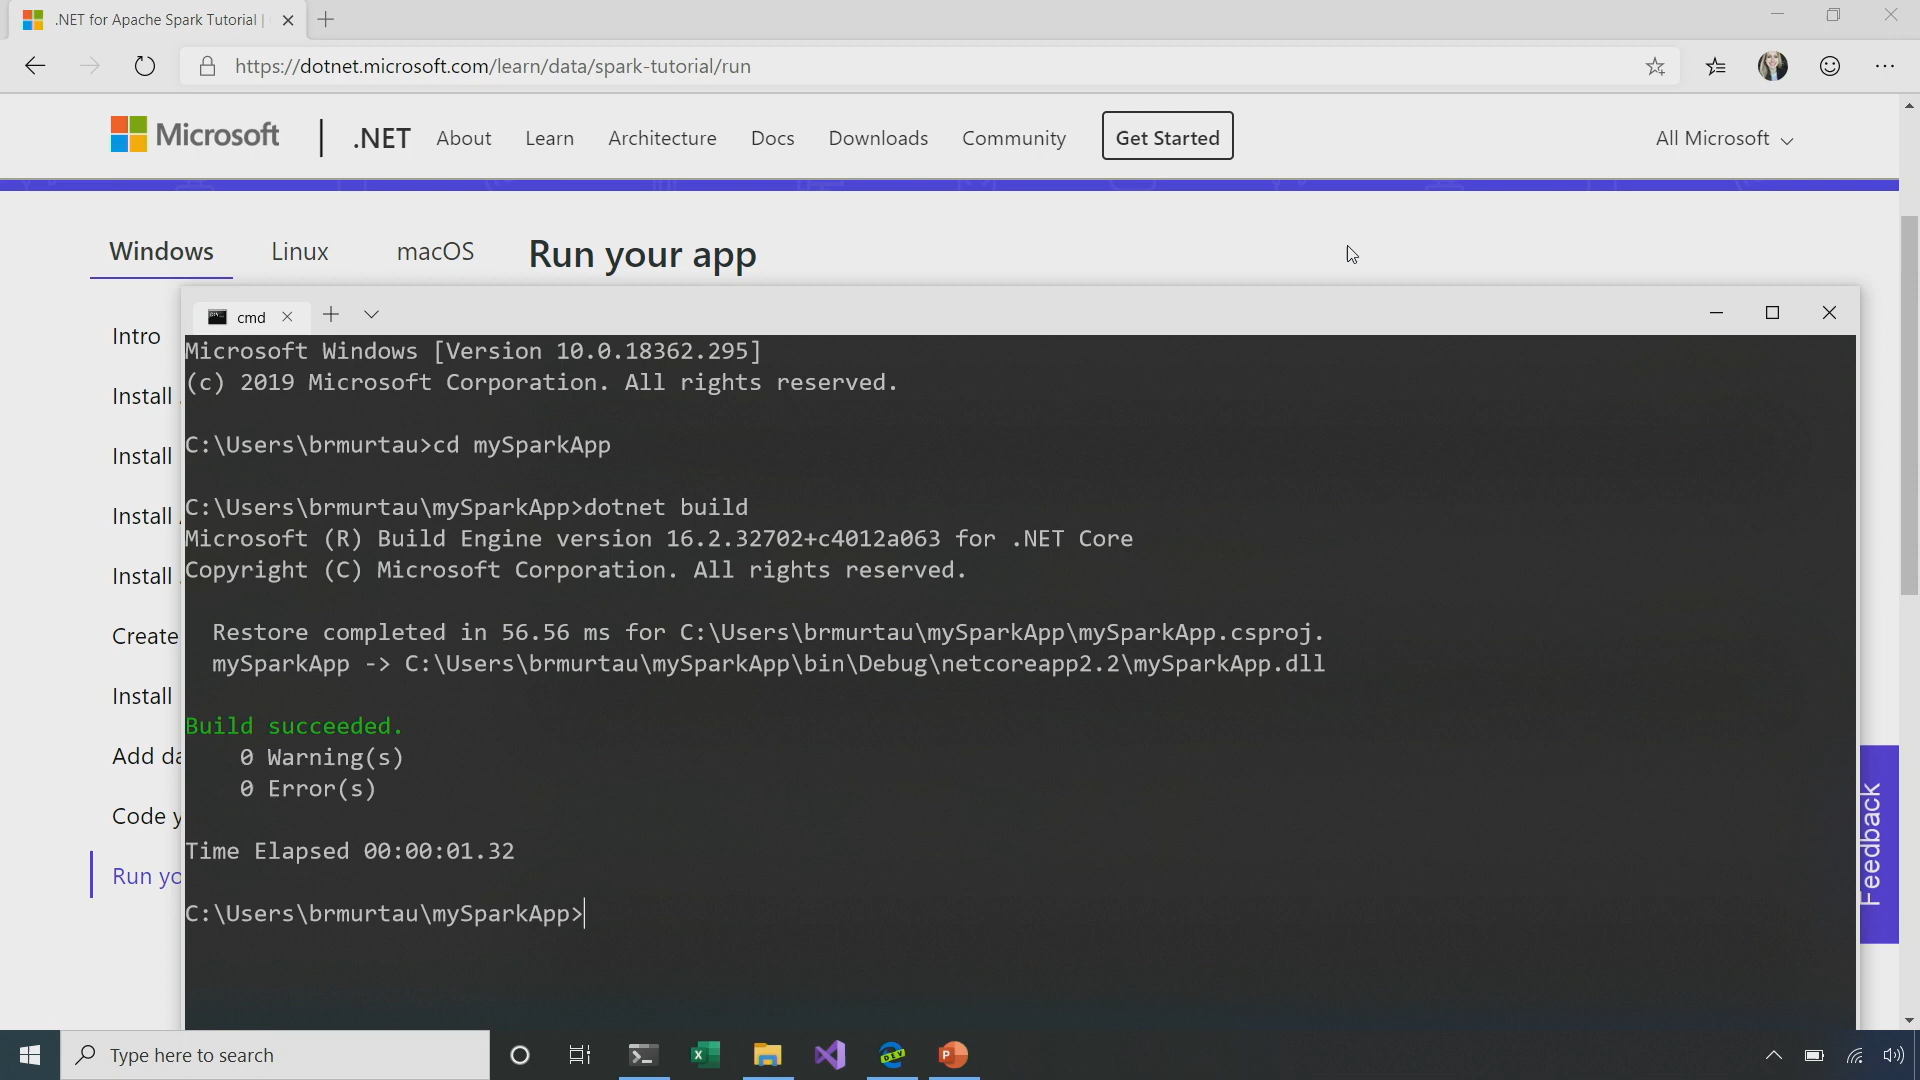 .NET for Apache Spark Tutorial |
https://dotnet.microsoft.com/learn/data/spark-tutorial/run
Microsoft | .NET About Learn Architecture Docs Downloads Community Get Started All Microsoft
Windows Linux macOS Run your app
cmd
Intro
Install
Install
Install
Install
Create
Install
Add
Code
Run
Microsoft Windows [Version 10.0.18362.295]
(c) 2019 Microsoft Corporation. All rights reserved.
C:\Users\brmurtau>cd mySparkApp
C:\Users\brmurtau\mySparkApp>dotnet build
Microsoft (R) Build Engine version 16.2.32702+c4012a063 for .NET Core
Copyright (C) Microsoft Corporation. All rights reserved.
Restore completed in 56.56 ms for C:\Users\brmurtau\mySparkApp\mySparkApp.csproj.
mySparkApp -> C:\Users\brmurtau\mySparkApp\bin\Debug\netcoreapp2.2\mySparkApp.dll
Build succeeded.
0 Warning(s)
0 Error(s)
Time Elapsed 00:00:01.32
C:\Users\brmurtau\mySparkApp>
Feedback
Type here to search
DEV